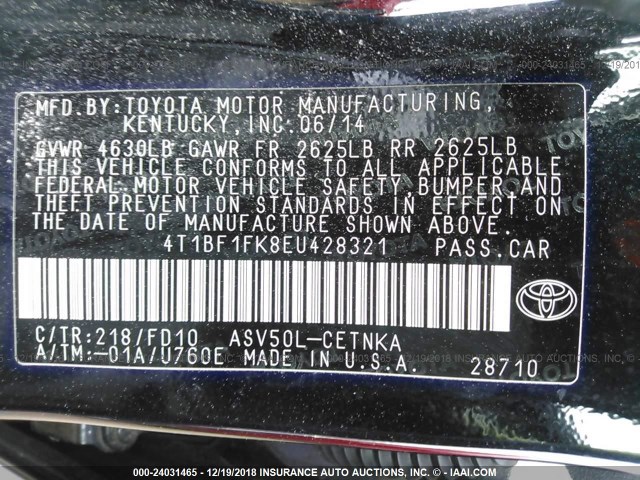 MFD.BY:TOYOTA MOTOR MANUFACTURING,
KENTUCKY,INC.06/14
GVWR 4630LB GAWR FR 2625LB RR 2625LB
THIS VEHICLE CONFORMS TO ALL APPLICABLE
FEDERAL MOTOR VEHICLE SAFETY BUMPER AND
THEFT PREVENTION STANDARDS IN EFFECT ON
THE DATE OF MANUFACTURE SHOWN ABOVE.
4T1BF1FK8EU428321 PASS.CAR
C/TR:218/FD10 ASV50L-CETNKA
A/TM:-01A/U760E MADE IN U.S.A. 28710
000-24031465 - 12/19/2018 INSURANCE AUTO AUCTIONS, INC. (R) - IAAI.COM